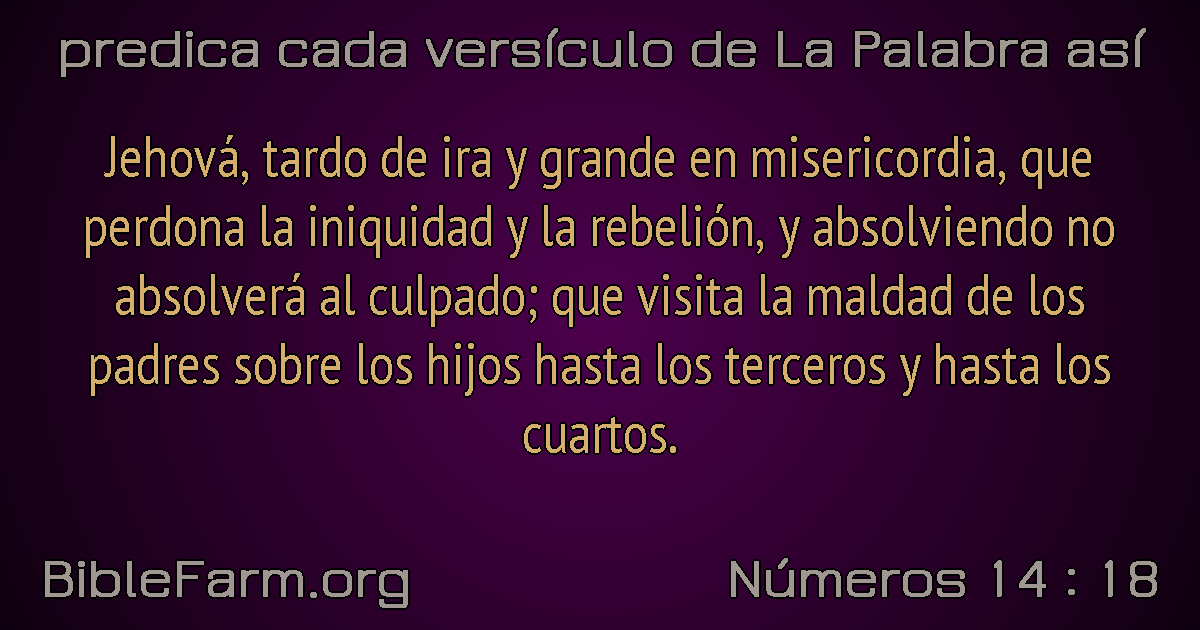 predica cada versículo de La Palabra así
Jehová, tardo de ira y grande en misericordia, que
perdona la iniquidad y la rebelión, y absolviendo no
absolverá al culpado; que visita la maldad de los
padres sobre los hijos hasta los terceros y hasta los
cuartos.
BibleFarm.org
Números 14 : 18